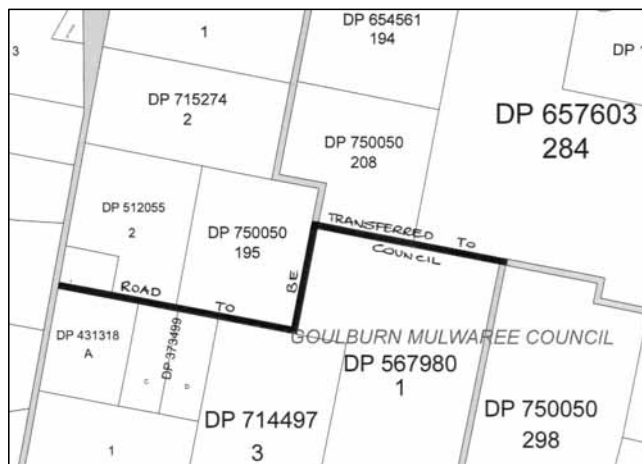 DP 654561
194
1
3
DP 1
DP 715274
2
DP 657603
284
DP 750050
208
DP 512055
2
DP 750050
195
TRANSFERRED TO
COUNCIL
BE
ROAD TO
DP 431318
A
DP 373499
C
D
GOULBURN MULWAREE COUNCIL
DP 567980
1
DP 714497
3
DP 750050
298
1